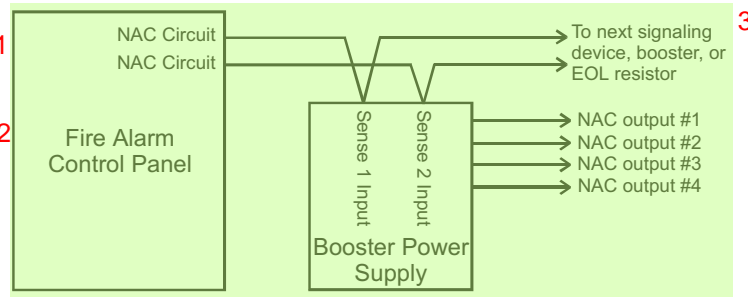 1
2
3
NAC Circuit
NAC Circuit
To next signaling
device, booster, or
EOL resistor
Fire Alarm
Control Panel
Sense 1 Input
Sense 2 Input
NAC output #1
NAC output #2
NAC output #3
NAC output #4
Booster Power
Supply